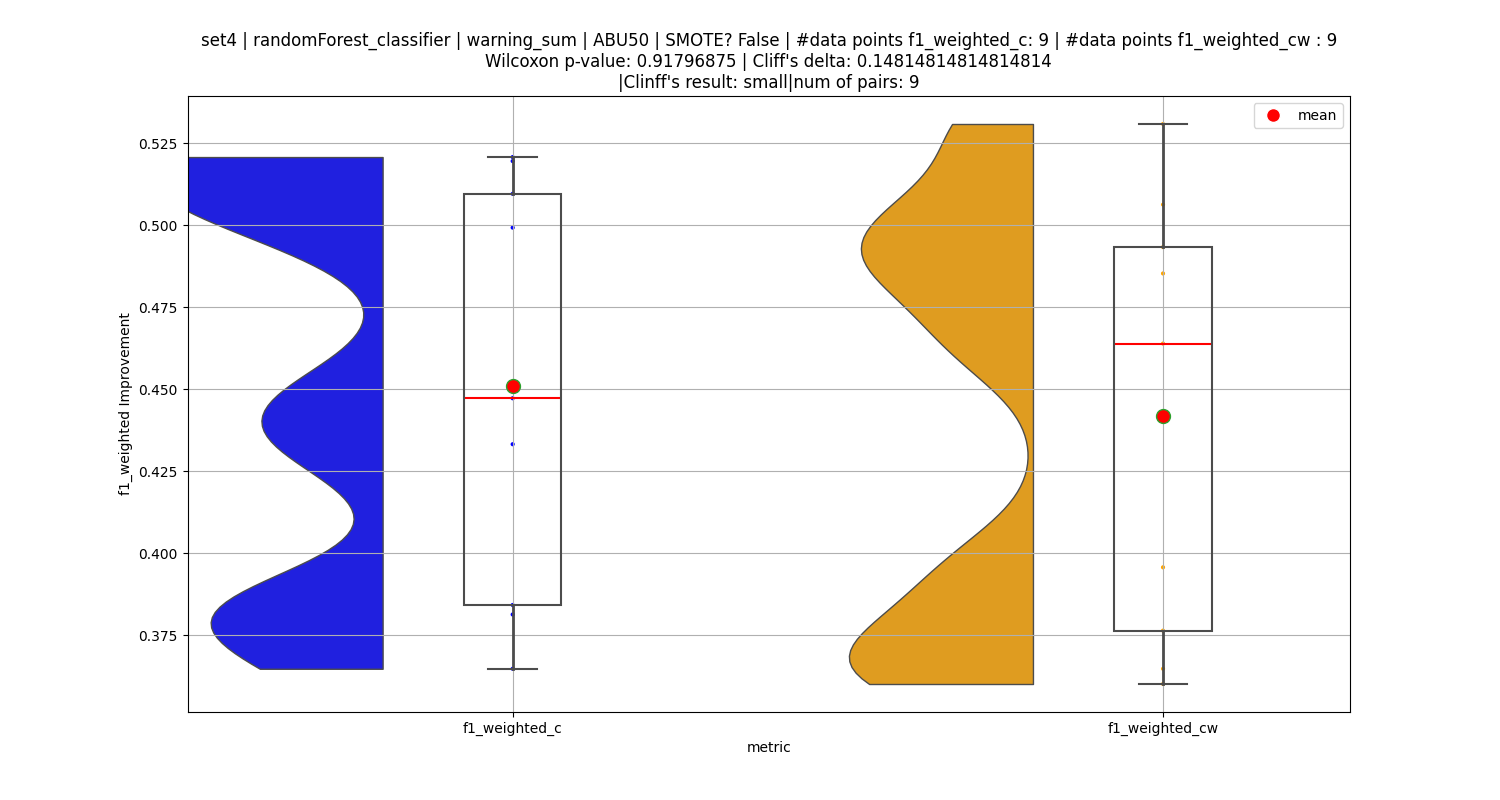 set4 | randomForest_classifier | warning_sum | ABU50 | SMOTE? False | #data points f1_weighted_c: 9 | #data points f1_weighted_cw : 9
Wilcoxon p-value: 0.91796875 | Cliff's delta: 0.14814814814814814
|Clinff's result: small|num of pairs: 9
mean
0.525
0.500
0.475
0.450
0.425
0.400
0.375
f1_weighted Improvement
f1_weighted_c
f1_weighted_cw
metric